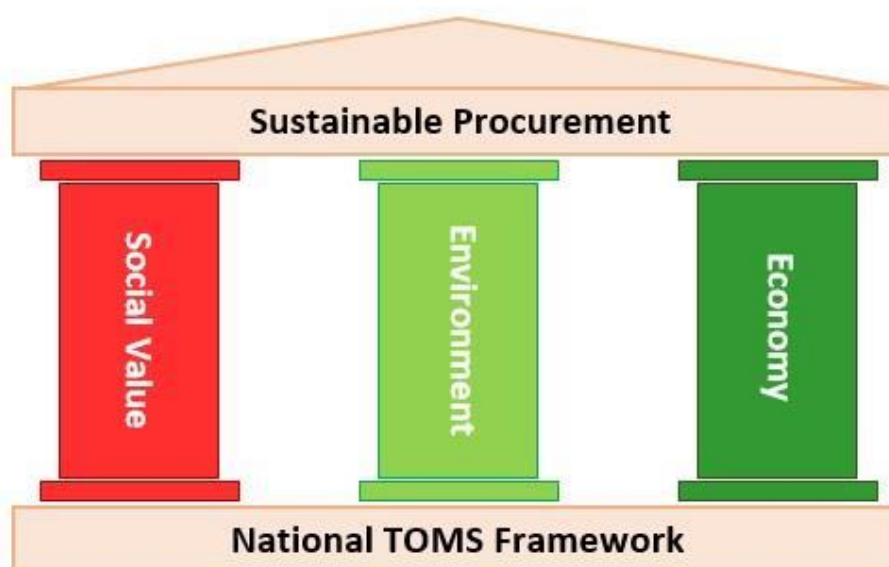 Sustainable Procurement
Social Value
Environment
Economy
National TOMS Framework